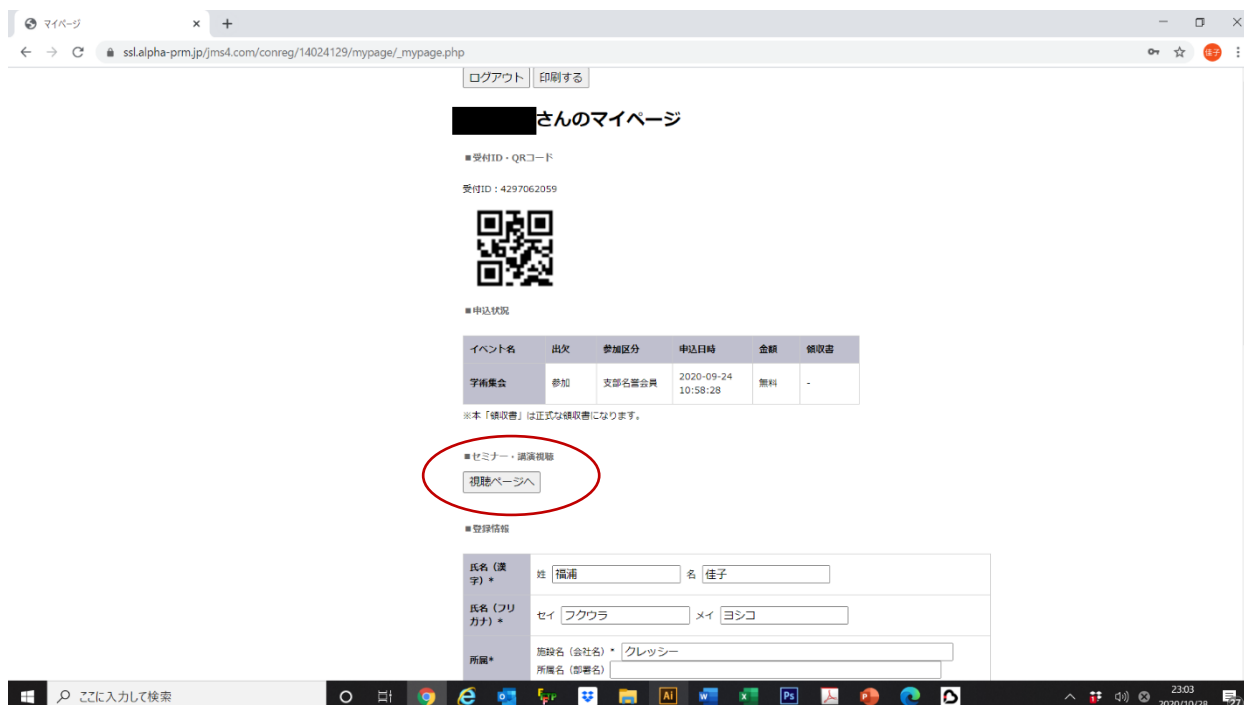 マイページ
ssl.alpha-prm.jp/jms4.com/conreg/14024129/mypage/_mypage.php
佳子
ログアウト 印刷する
さんのマイページ
■受付ID・QRコード
受付ID：4297062059
■申込状況
イベント名 出欠 参加区分 申込日時 金額 領収書
学術集会 参加 支部名誉会員 2020-09-24 10:58:28 無料 -
※本「領収書」は正式な領収書になります。
■セミナー・講演視聴
視聴ページへ
■登録情報
氏名（漢字）* 姓 福浦 名 佳子
氏名（フリガナ）* セイ フクウラ メイ ヨシコ
所属* 施設名（会社名）* クレッシー
所属名（部署名）
ここに入力して検索
23:03
2020/10/28
27